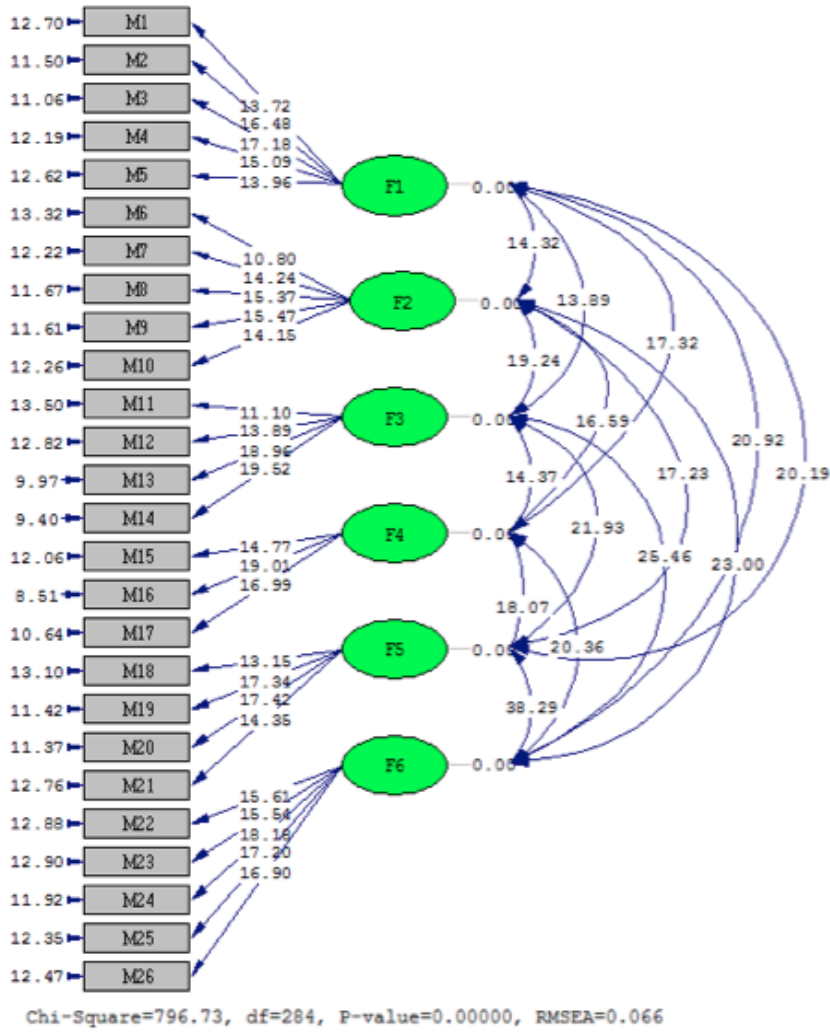 12.70 M1
11.50 M2
11.06 M3
13.72
12.19 M4
16.48
17.18
15.09
12.62 M5
13.96
F1 0.00
13.32 M6
12.22 M7
14.32
10.80
14.24
11.67 M8
15.37
F2 0.00
13.89
11.61 M9
15.47
14.15
17.32
12.26 M10
19.24
13.50 M11
11.10
F3 0.00
16.59
12.82 M12
13.89
18.96
20.92
9.97 M13
19.52
14.37
17.23
20.19
9.40 M14
F4 0.00
21.93
12.06 M15
14.77
19.01
25.46
23.00
8.51 M16
16.99
18.07
10.64 M17
F5 0.00
20.36
13.10 M18
13.15
17.34
11.42 M19
17.42
14.35
38.29
11.37 M20
F6 0.00
12.76 M21
15.61
12.88 M22
15.54
18.18
12.90 M23
17.20
16.90
11.92 M24
12.35 M25
12.47 M26
Chi-Square=796.73, df=284, P-value=0.00000, RMSEA=0.066